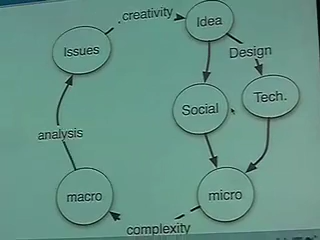 creativity
Idea
Issues
Design
Social
Tech.
analysis
macro
micro
complexity